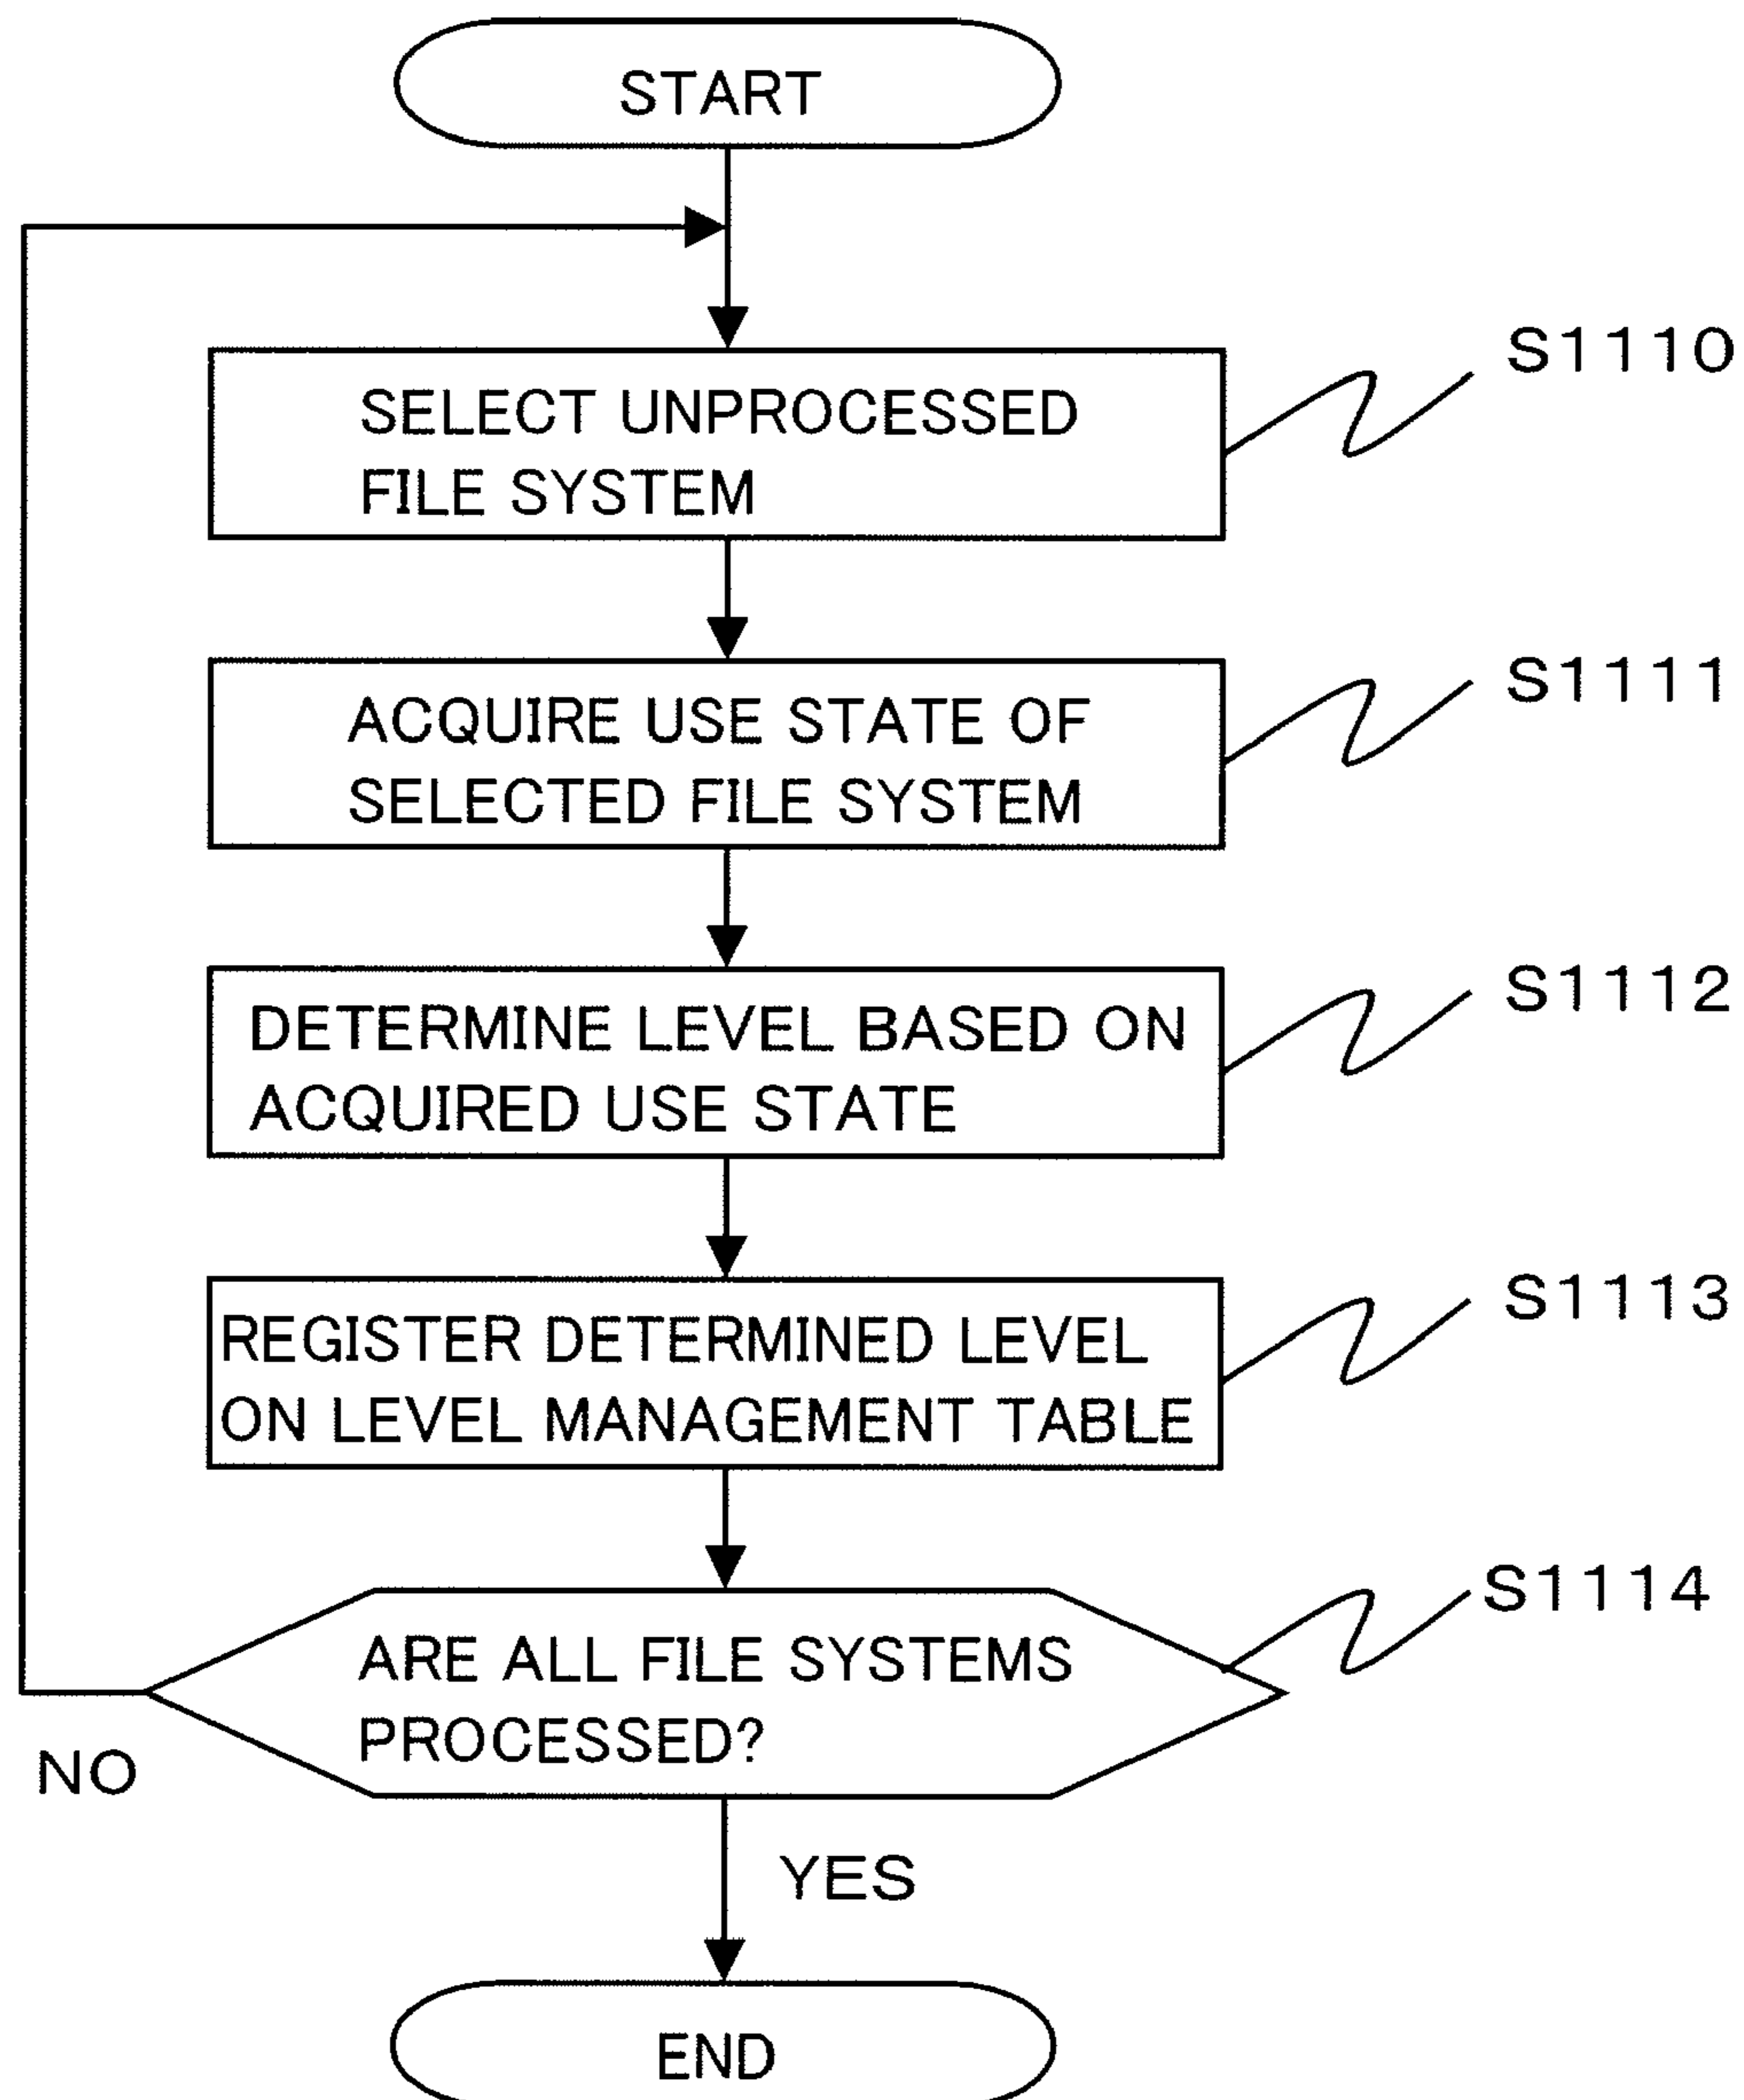 START
SELECT UNPROCESSED
FILE SYSTEM
S1110
ACQUIRE USE STATE OF
SELECTED FILE SYSTEM
S1111
DETERMINE LEVEL BASED ON
ACQUIRED USE STATE
S1112
REGISTER DETERMINED LEVEL
ON LEVEL MANAGEMENT TABLE
S1113
ARE ALL FILE SYSTEMS
PROCESSED?
S1114
NO
YES
END